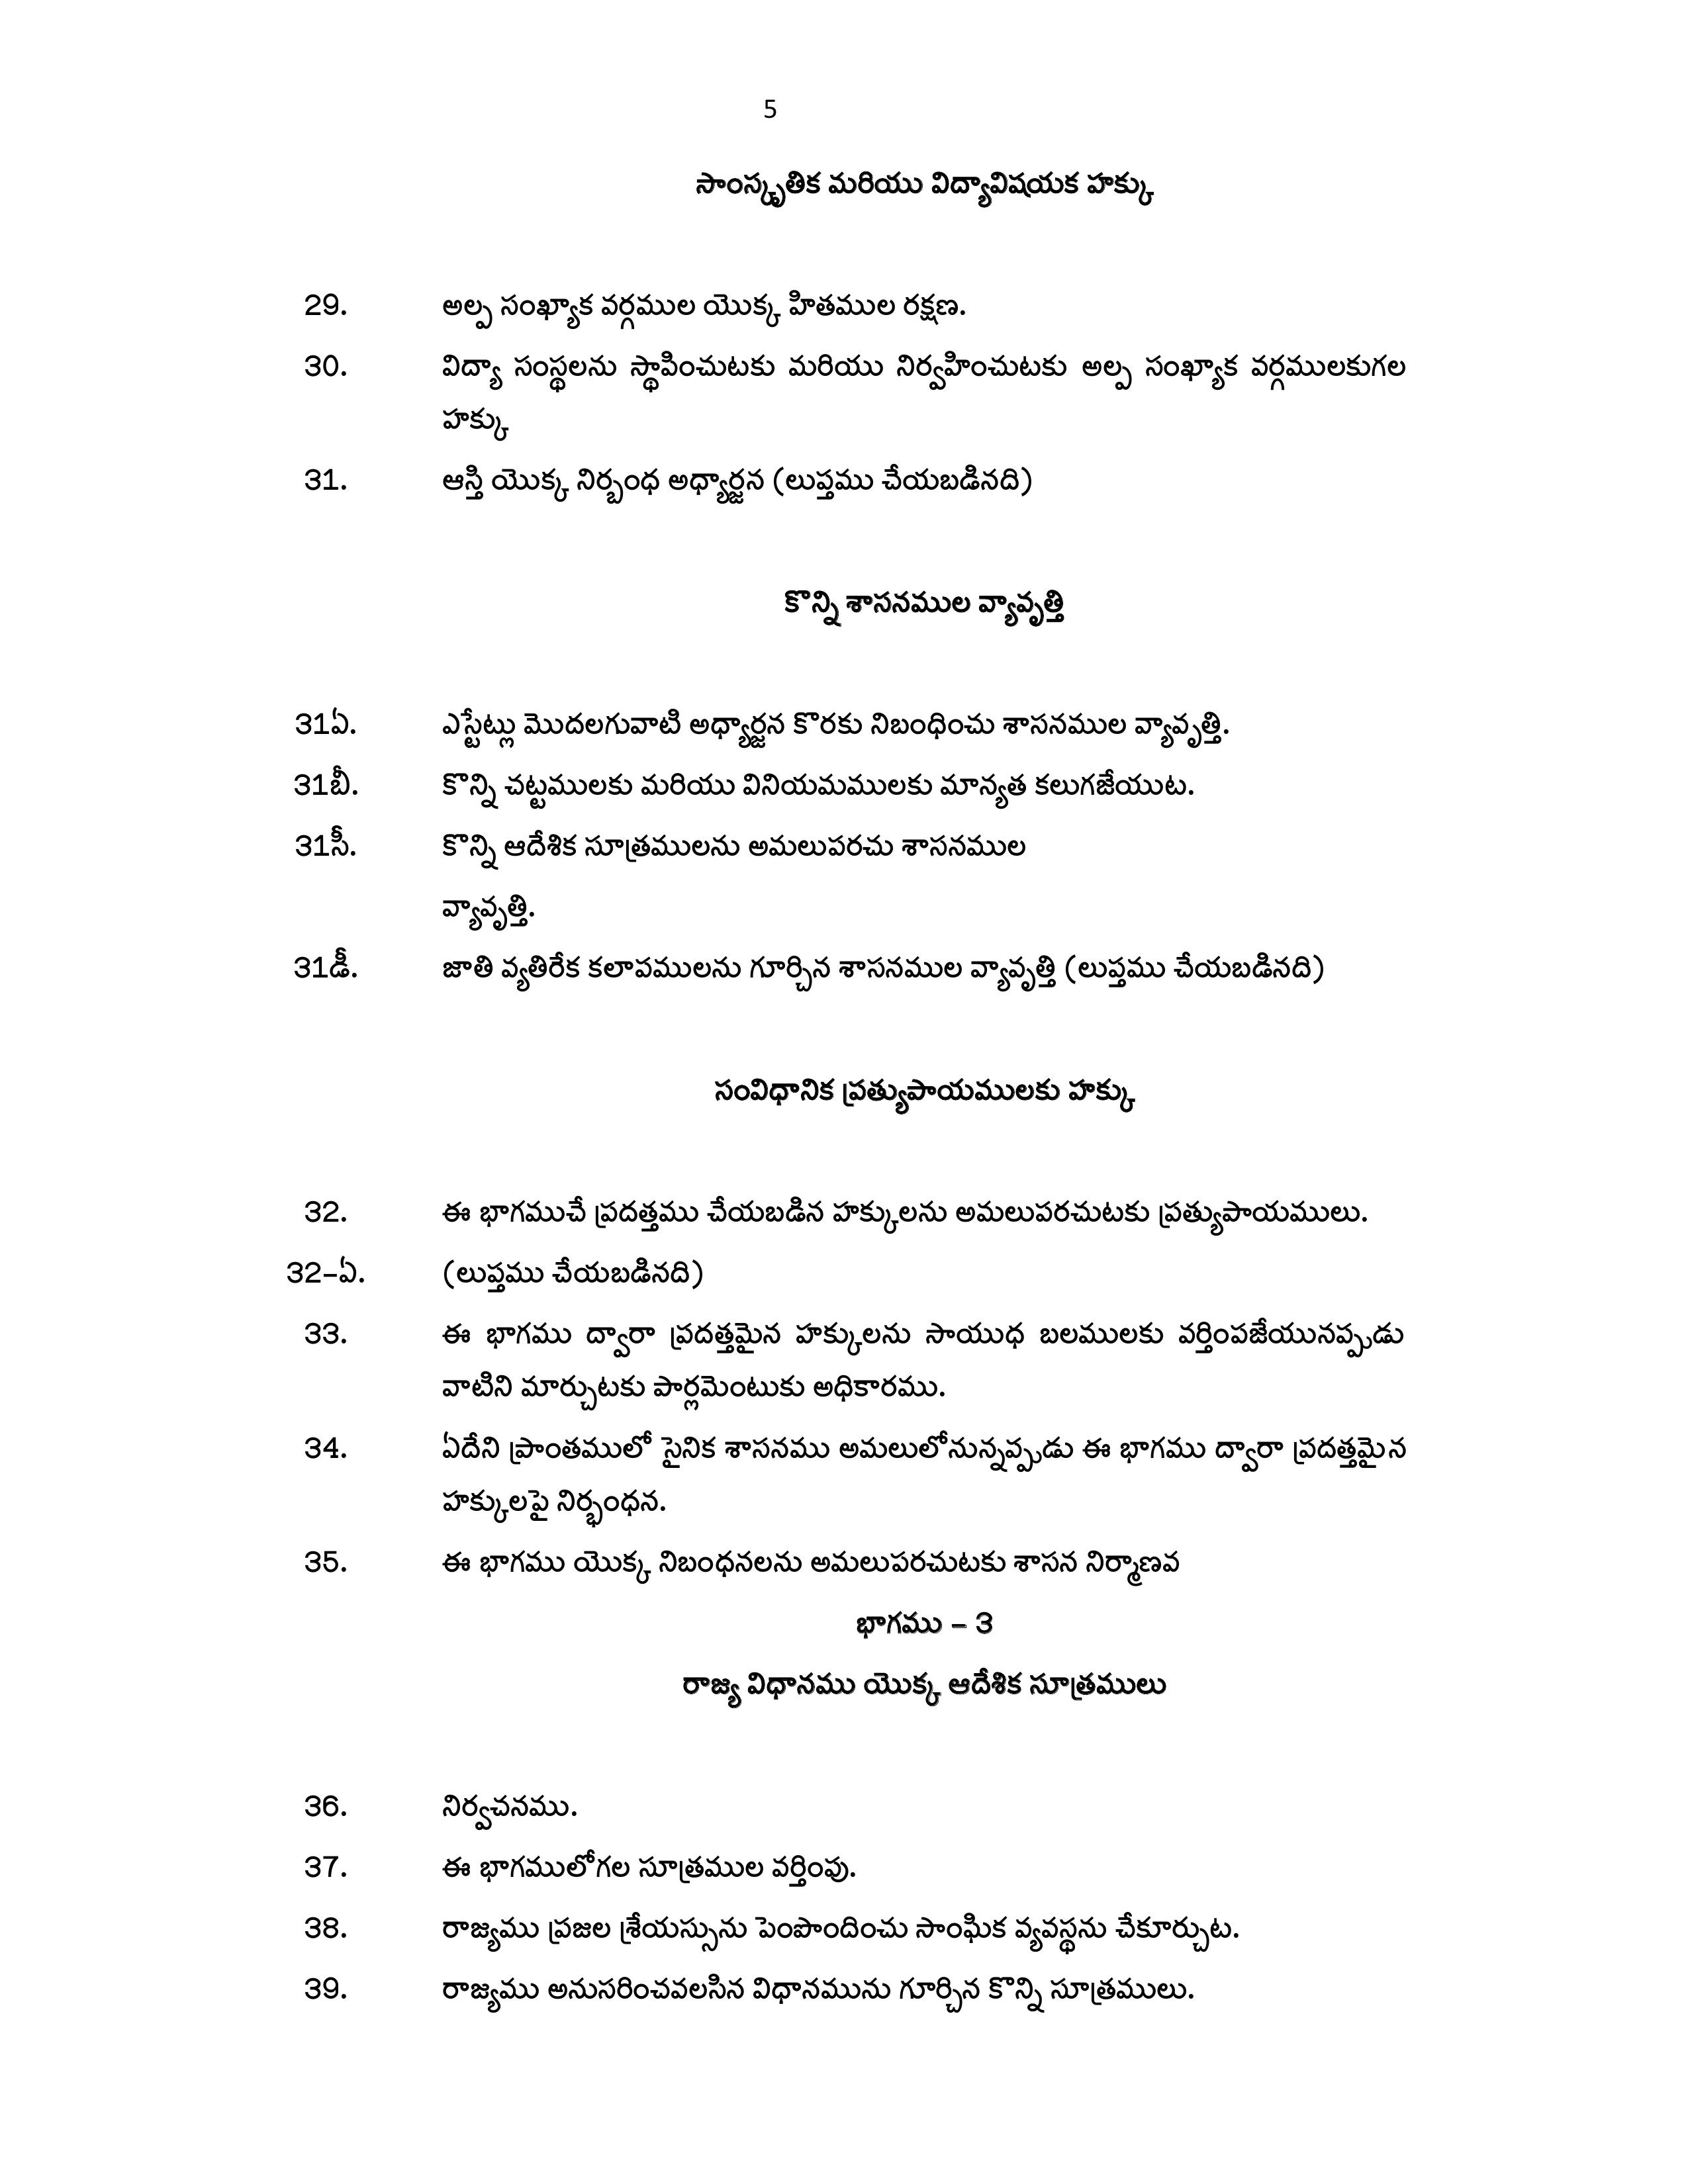 5
సాంస్కృతిక మరియు విద్యావిషయక హక్కు
29. అల్ప సంఖ్యాక వర్గముల యొక్క హితముల రక్షణ.
30. విద్యా సంస్థలను స్థాపించుటకు మరియు నిర్వహించుటకు అల్ప సంఖ్యాక వర్గములకుగల
హక్కు
31. ఆస్తి యొక్క నిర్బంధ అధ్యార్జన (లుప్తము చేయబడినది)
కొన్ని శాసనముల వ్యావృత్తి
31ఏ. ఎస్టేట్లు మొదలగువాటి అధ్యార్జన కొరకు నిబంధించు శాసనముల వ్యావృత్తి.
31బీ. కొన్ని చట్టములకు మరియు వినియమములకు మాన్యత కలుగజేయుట.
31సీ. కొన్ని ఆదేశిక సూత్రములను అమలుపరచు శాసనముల
వ్యావృత్తి.
31డీ. జాతి వ్యతిరేక కలాపములను గూర్చిన శాసనముల వ్యావృత్తి (లుప్తము చేయబడినది)
సంవిధానిక ప్రత్యుపాయములకు హక్కు
32. ఈ భాగముచే ప్రదత్తము చేయబడిన హక్కులను అమలుపరచుటకు ప్రత్యుపాయములు.
32–ఏ. (లుప్తము చేయబడినది)
33. ఈ భాగము ద్వారా ప్రదత్తమైన హక్కులను సాయుధ బలములకు వర్తింపజేయునప్పుడు
వాటిని మార్చుటకు పార్లమెంటుకు అధికారము.
34. ఏదేని ప్రాంతములో సైనిక శాసనము అమలులోనున్నప్పుడు ఈ భాగము ద్వారా ప్రదత్తమైన
హక్కులపై నిర్భంధన.
35. ఈ భాగము యొక్క నిబంధనలను అమలుపరచుటకు శాసన నిర్మాణవ
భాగము – 3
రాజ్య విధానము యొక్క ఆదేశిక సూత్రములు
36. నిర్వచనము.
37. ఈ భాగములోగల సూత్రముల వర్తింపు.
38. రాజ్యము ప్రజల శ్రేయస్సును పెంపొందించు సాంఘిక వ్యవస్థను చేకూర్చుట.
39. రాజ్యము అనుసరించవలసిన విధానమును గూర్చిన కొన్ని సూత్రములు.